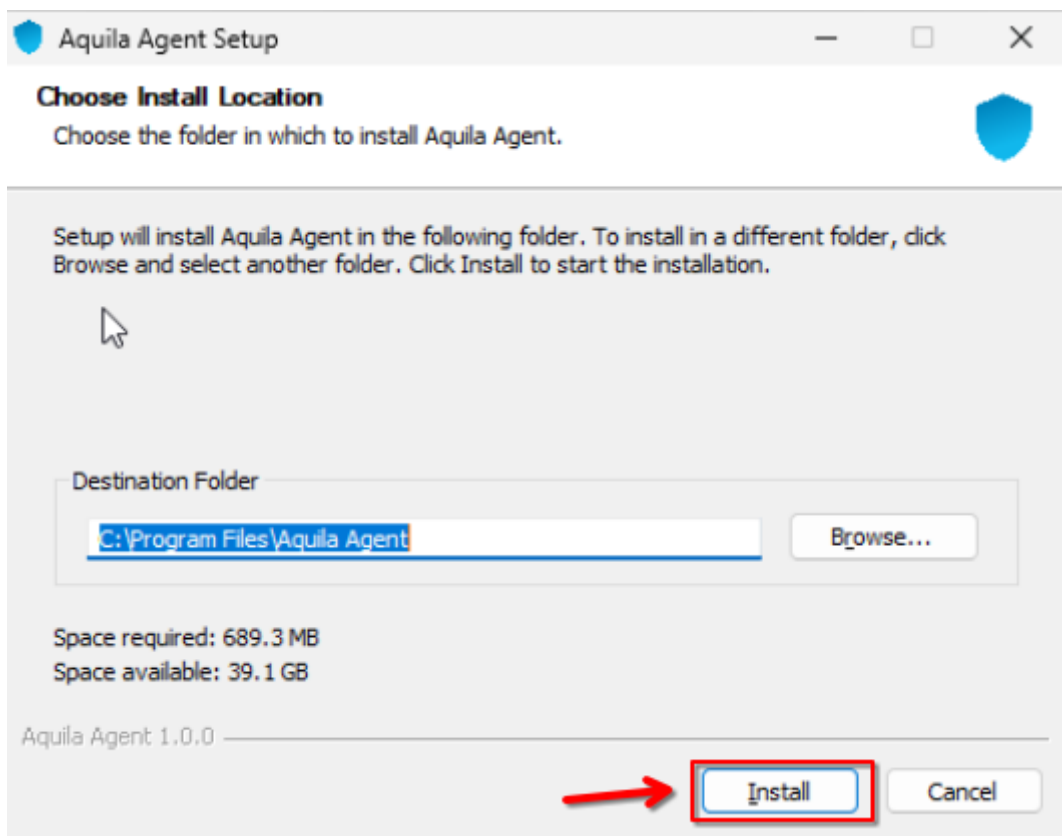 Aquila Agent Setup
Choose Install Location
Choose the folder in which to install Aquila Agent.
Setup will install Aquila Agent in the following folder. To install in a different folder, click
Browse and select another folder. Click Install to start the installation.
Destination Folder
C:\Program Files\Aquila Agent
Browse...
Space required: 689.3 MB
Space available: 39.1 GB
Aquila Agent 1.0.0
Install
Cancel